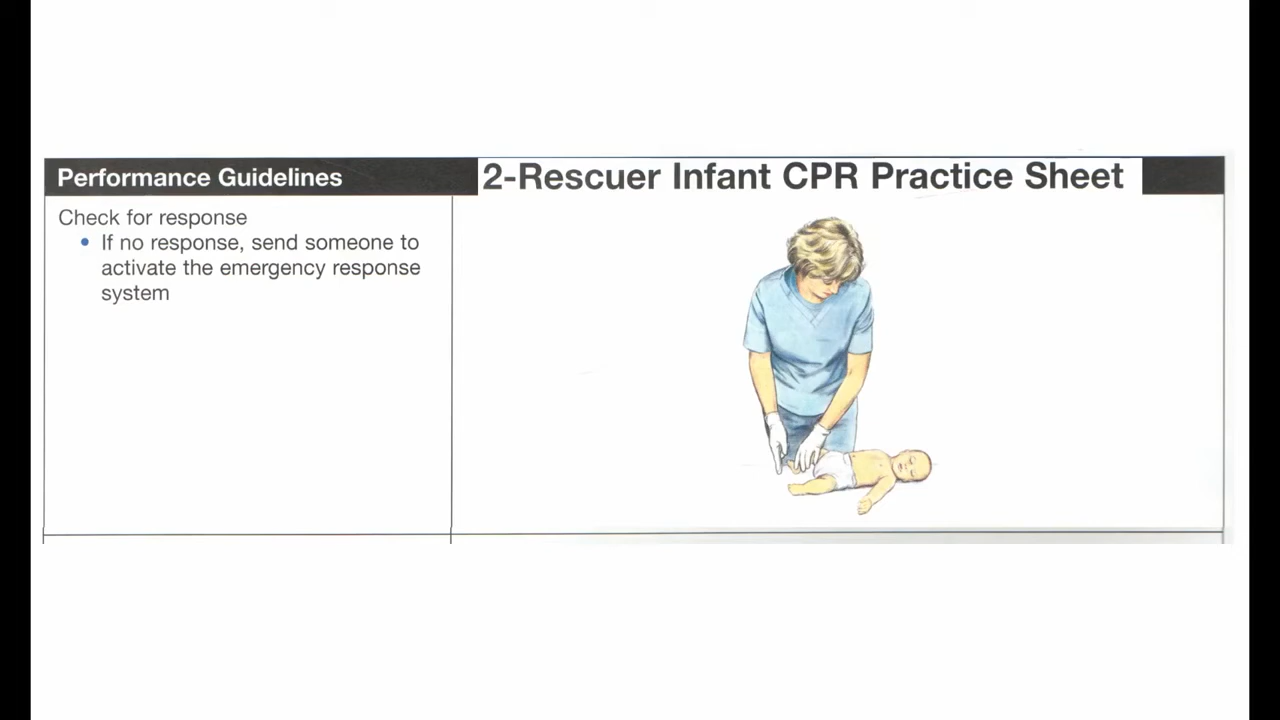 Performance Guidelines
2-Rescuer Infant CPR Practice Sheet
Check for response
• If no response, send someone to
activate the emergency response
system